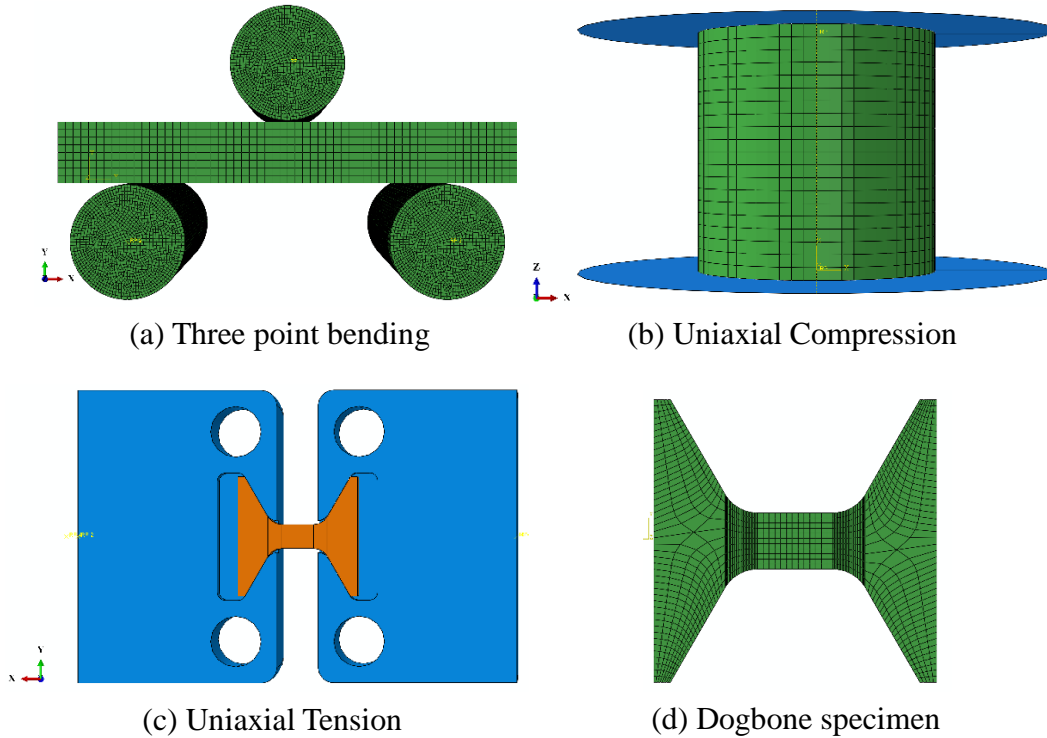 Y
X
(a) Three point bending
Z
X
(b) Uniaxial Compression
Y
X
(c) Uniaxial Tension
(d) Dogbone specimen